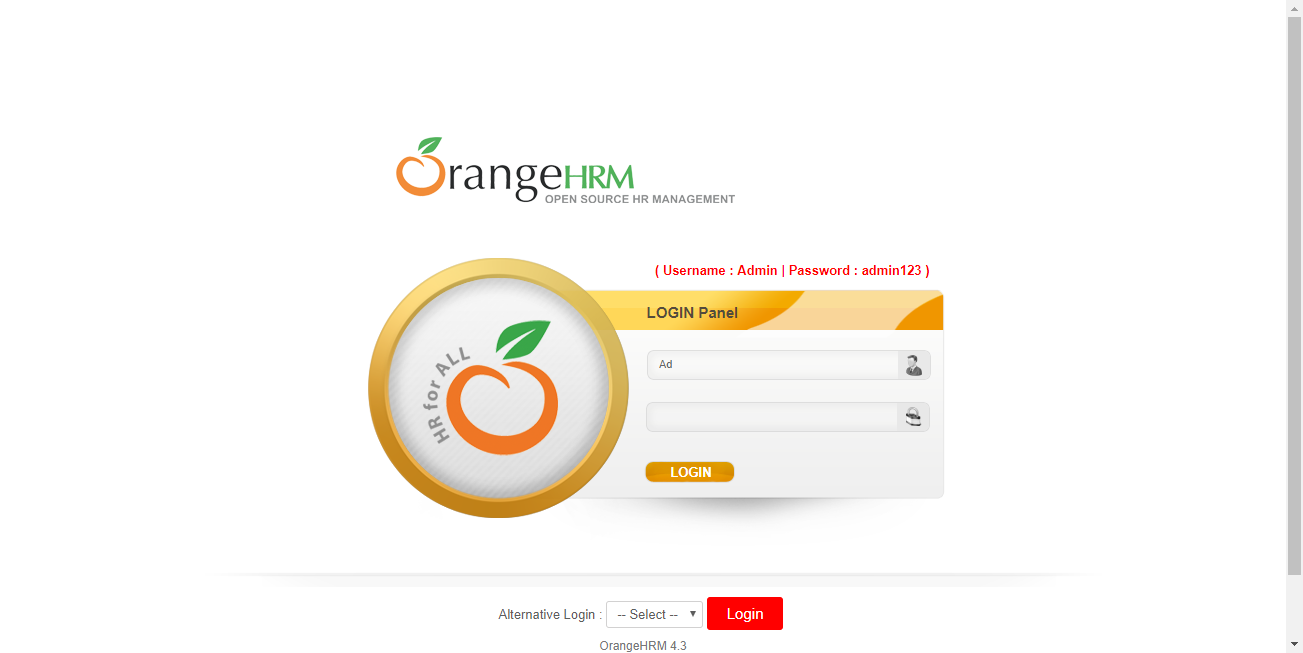 OrangeHRM
OPEN SOURCE HR MANAGEMENT
( Username : Admin | Password : admin123 )
LOGIN Panel
HR for ALL
Ad
LOGIN
Alternative Login : -- Select -- Login
OrangeHRM 4.3